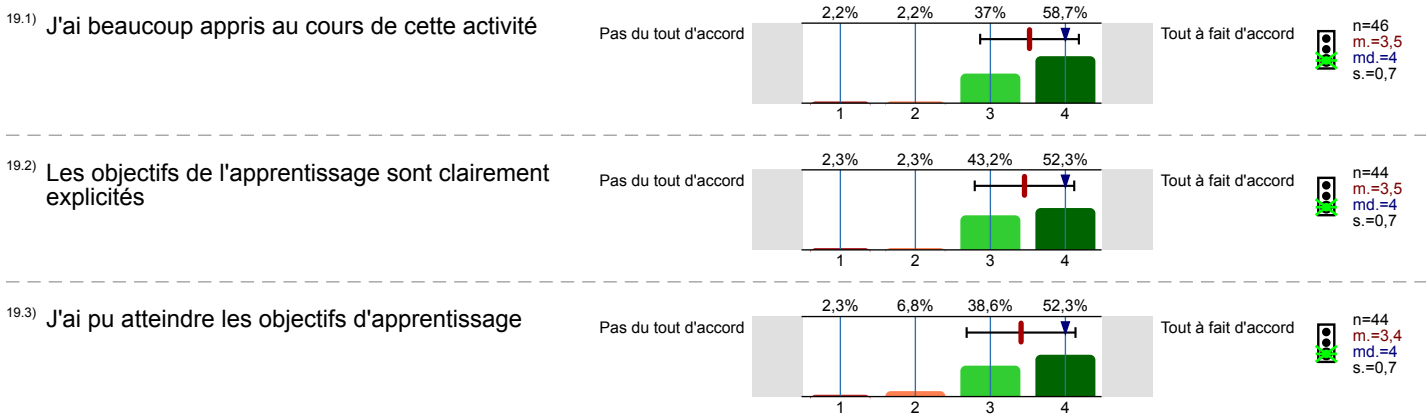 19.1) J'ai beaucoup appris au cours de cette activité
Pas du tout d'accord
2,2% 2,2% 37% 58,7%
1 2 3 4
Tout à fait d'accord
n=46
m.=3,5
md.=4
s.=0,7
19.2) Les objectifs de l'apprentissage sont clairement
explicités
Pas du tout d'accord
2,3% 2,3% 43,2% 52,3%
1 2 3 4
Tout à fait d'accord
n=44
m.=3,5
md.=4
s.=0,7
19.3) J'ai pu atteindre les objectifs d'apprentissage
Pas du tout d'accord
2,3% 6,8% 38,6% 52,3%
1 2 3 4
Tout à fait d'accord
n=44
m.=3,4
md.=4
s.=0,7